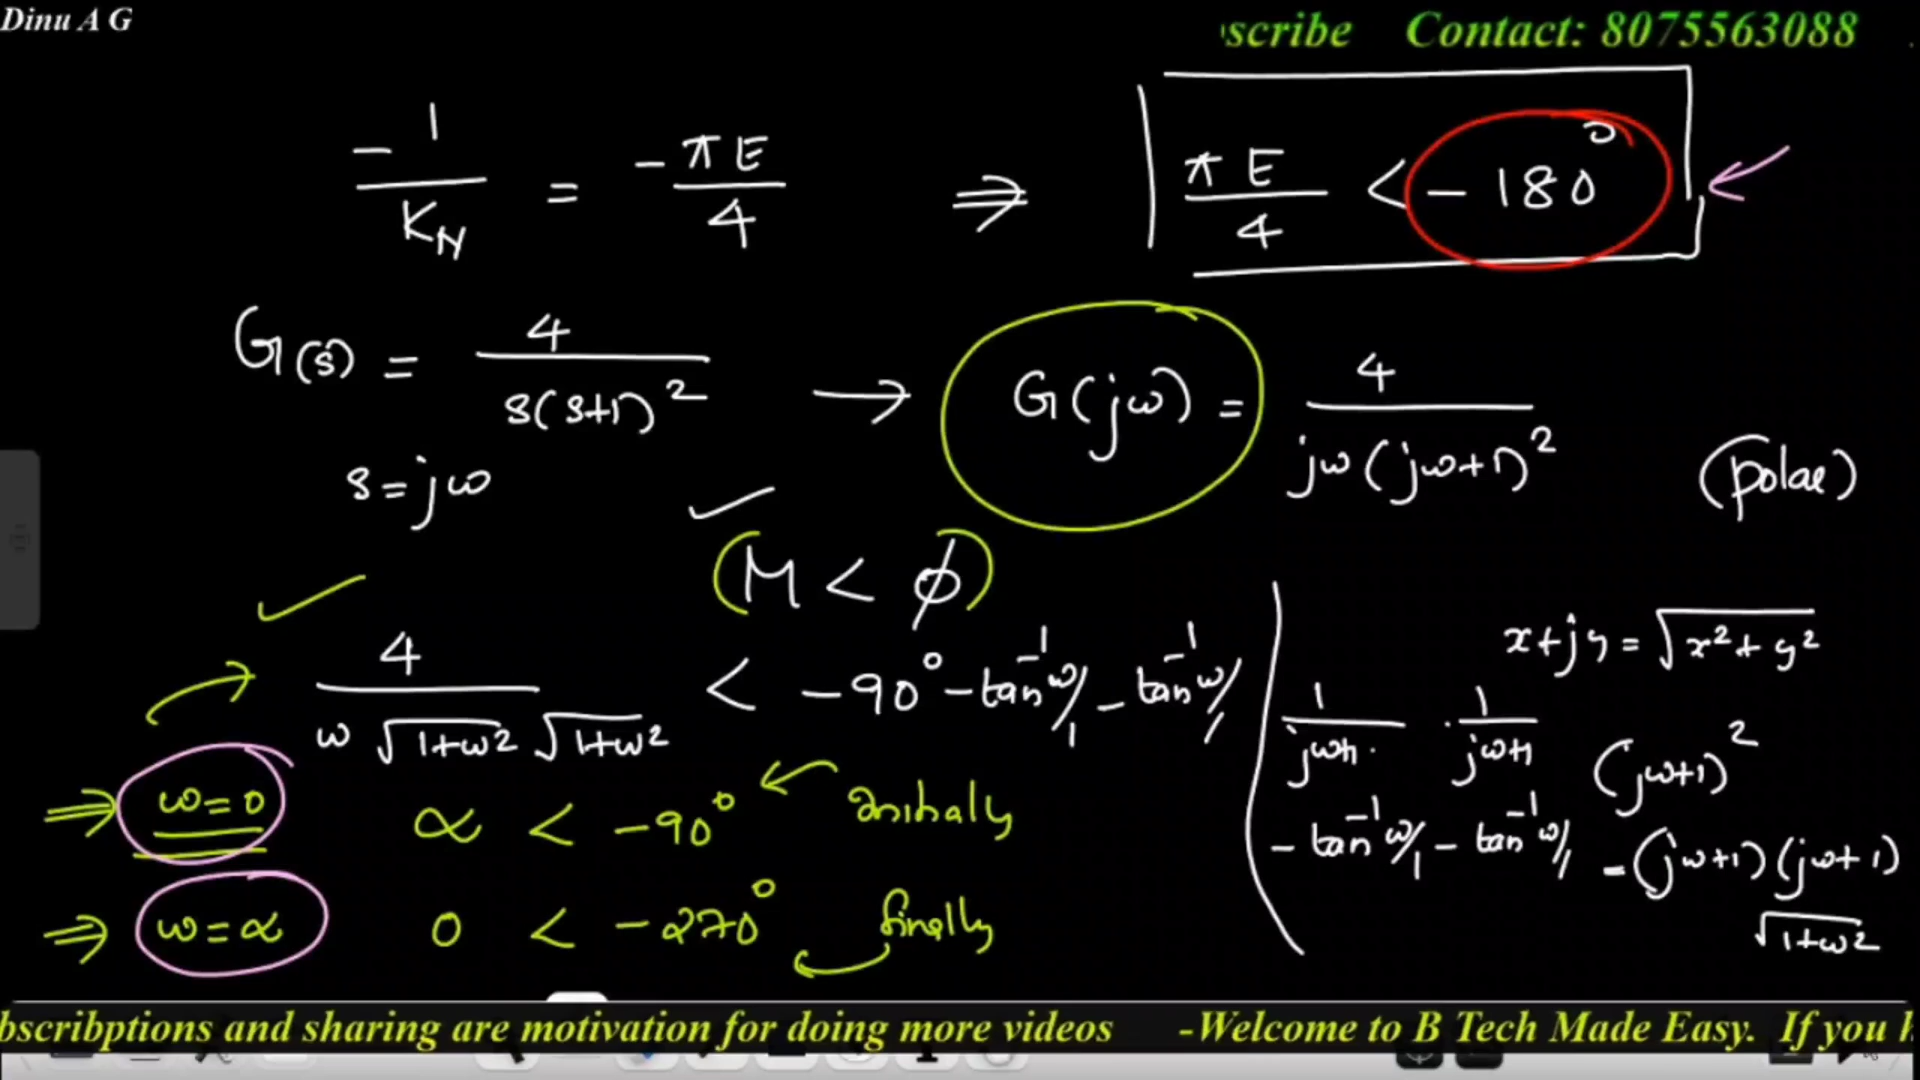 Dinu A G
scribe Contact: 8075563088
-1/K_N = -πE/4 ⇒ πE/4 < -180°
G(s) = 4/s(s+1)² → G(jω) = 4/jω(jω+1)²
s=jω
(polar)
(M < φ)
4/ω√1+ω² √1+ω² < -90° - tan⁻¹ω/1 - tan⁻¹ω/1
⇒ ω=0 α < -90° ← Initially
⇒ ω=α 0 < -270° finally
x+jy = √x²+y²
1/jω+1 · 1/jω+1 (jω+1)²
-tan⁻¹ω/1 - tan⁻¹ω/1 = (jω+1)(jω+1)
√1+ω²
bscribptions and sharing are motivation for doing more videos -Welcome to B Tech Made Easy. If you h